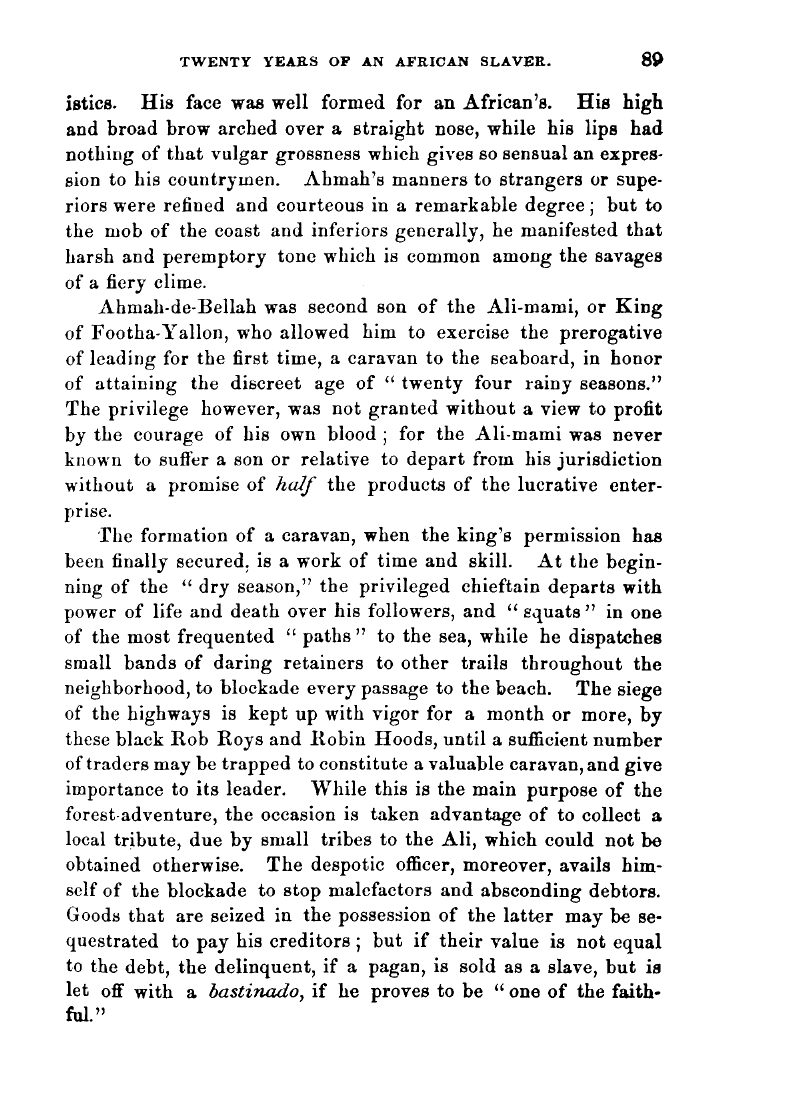 TWENTY YEARS OF AN AFRICAN SLAVER. 89
istics. His face was well formed for an African's. His high
and broad brow arched over a straight nose, while his lips had
nothing of that vulgar grossness which gives so sensual an expres-
sion to his countrymen. Ahmah's manners to strangers or supe-
riors were refined and courteous in a remarkable degree; but to
the mob of the coast and inferiors generally, he manifested that
harsh and peremptory tone which is common among the savages
of a fiery clime.
Ahmah-de-Bellah was second son of the Ali-mami, or King
of Footha-Yallon, who allowed him to exercise the prerogative
of leading for the first time, a caravan to the seaboard, in honor
of attaining the discreet age of "twenty four rainy seasons."
The privilege however, was not granted without a view to profit
by the courage of his own blood; for the Ali-mami was never
known to suffer a son or relative to depart from his jurisdiction
without a promise of half the products of the lucrative enter-
prise.
The formation of a caravan, when the king's permission has
been finally secured, is a work of time and skill. At the begin-
ning of the "dry season," the privileged chieftain departs with
power of life and death over his followers, and "squats" in one
of the most frequented "paths" to the sea, while he dispatches
small bands of daring retainers to other trails throughout the
neighborhood, to blockade every passage to the beach. The siege
of the highways is kept up with vigor for a month or more, by
these black Rob Roys and Robin Hoods, until a sufficient number
of traders may be trapped to constitute a valuable caravan, and give
importance to its leader. While this is the main purpose of the
forest-adventure, the occasion is taken advantage of to collect a
local tribute, due by small tribes to the Ali, which could not be
obtained otherwise. The despotic officer, moreover, avails him-
self of the blockade to stop malefactors and absconding debtors.
Goods that are seized in the possession of the latter may be se-
questrated to pay his creditors; but if their value is not equal
to the debt, the delinquent, if a pagan, is sold as a slave, but is
let off with a bastinado, if he proves to be "one of the faith-
ful."